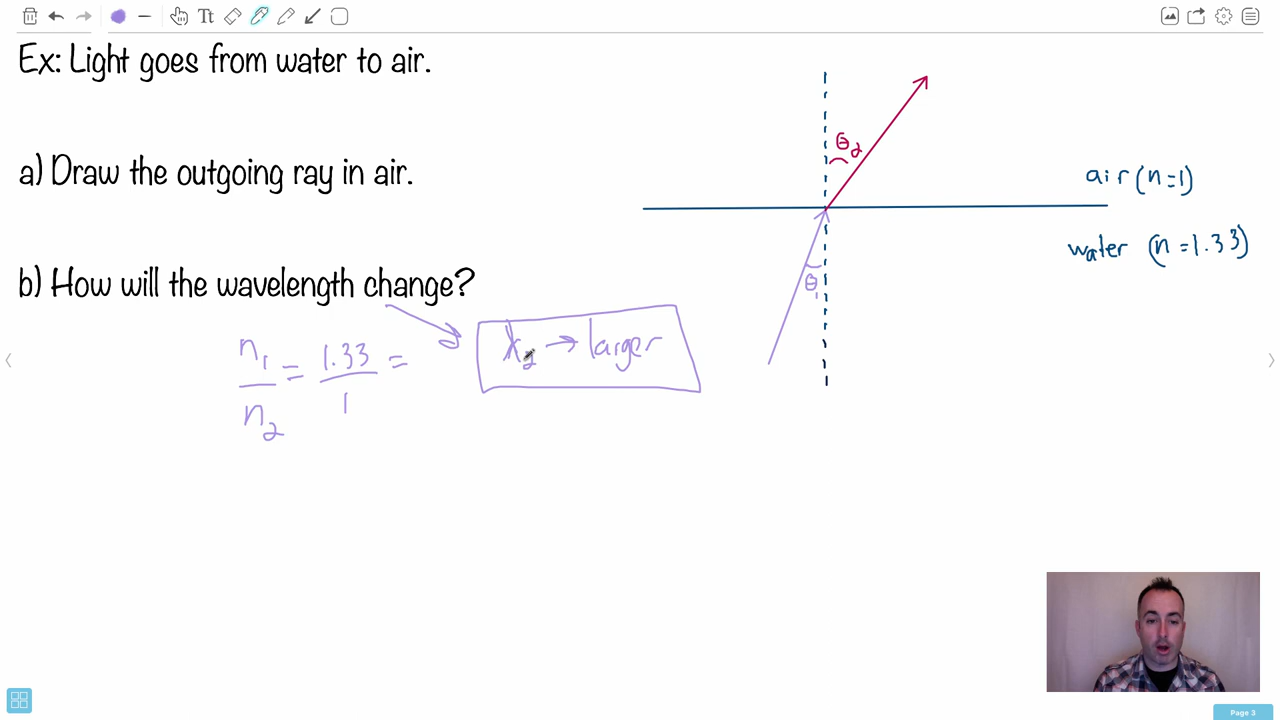 Tt
Ex: Light goes from water to air.
θ₂
a) Draw the outgoing ray in air.
air (n=1)
water (n=1.33)
b) How will the wavelength change?
θ₁
n₁/n₂ = 1.33/1 =
λ₂ → larger
Page 3